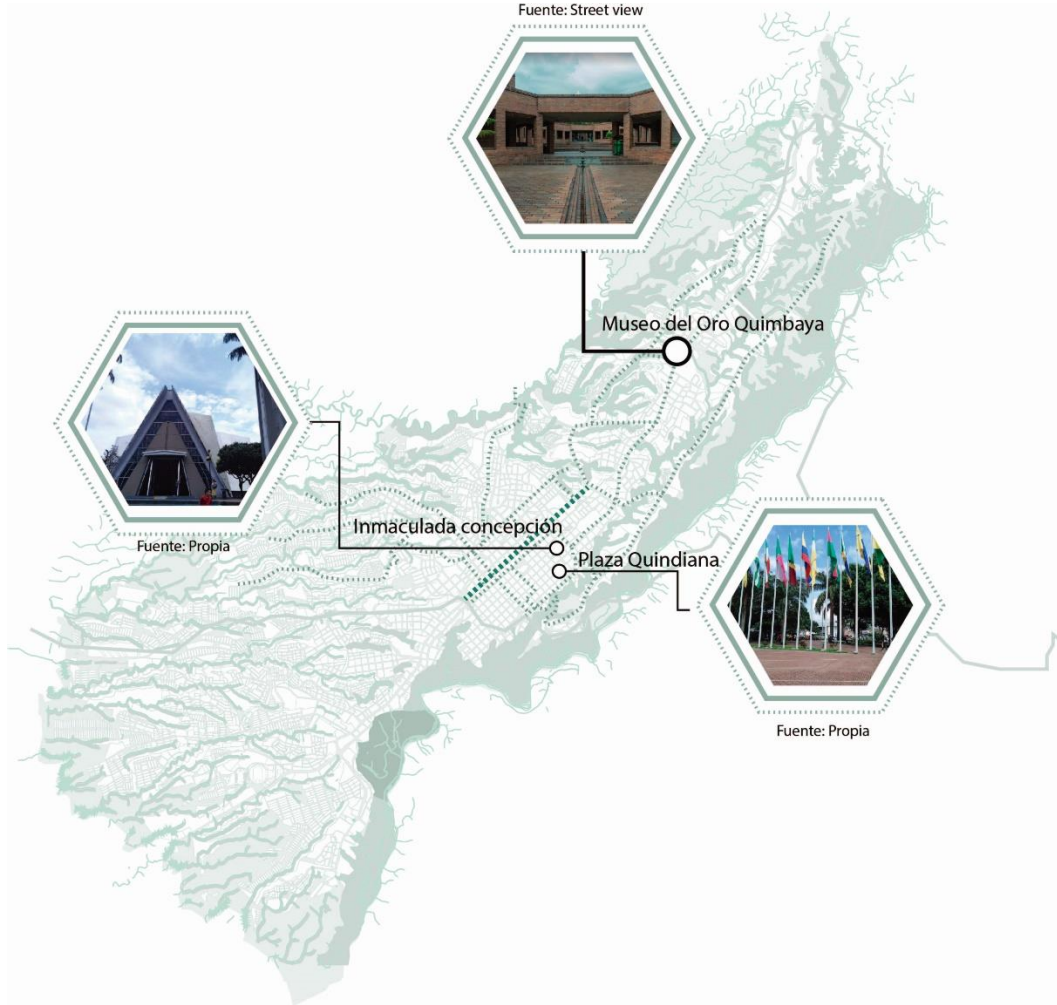 Fuente: Street view
Museo del Oro Quimbaya
Inmaculada concepción
Fuente: Propia
Plaza Quindiana
Fuente: Propia